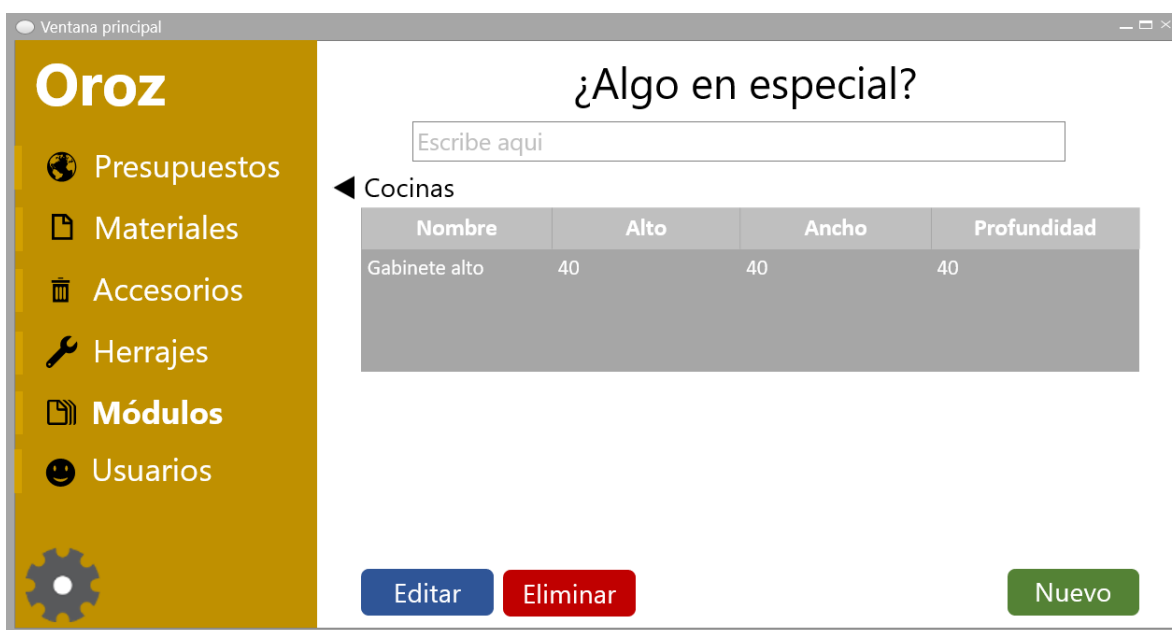 Ventana principal
Oroz
Presupuestos
Materiales
Accesorios
Herrajes
Módulos
Usuarios
¿Algo en especial?
Escribe aqui
Cocinas
Nombre Alto Ancho Profundidad
Gabinete alto 40 40 40
Editar Eliminar Nuevo